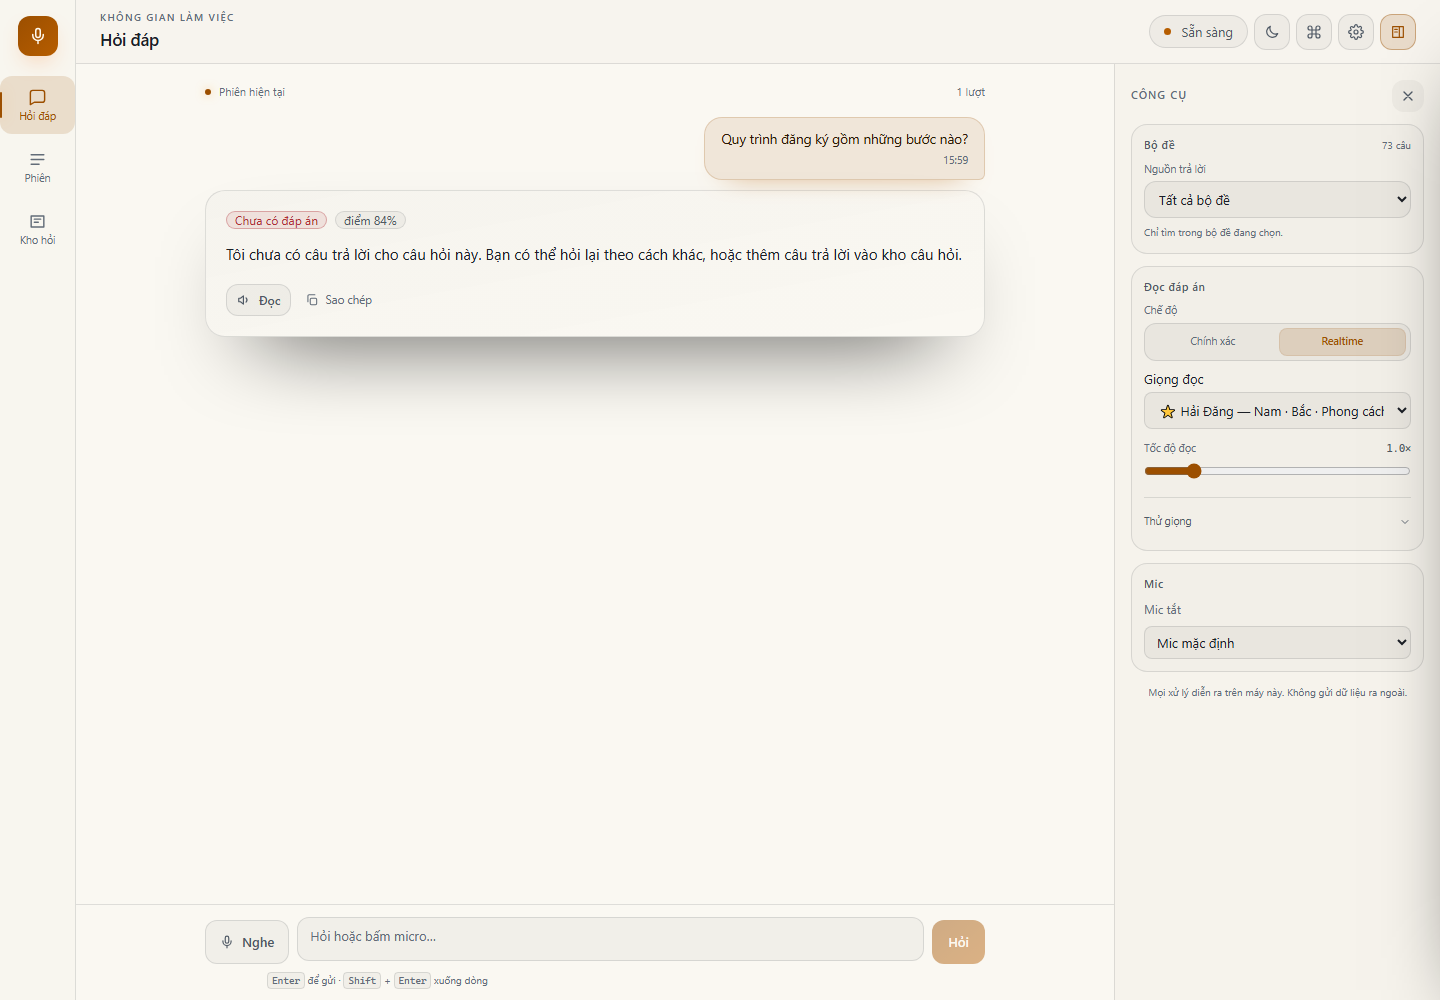 KHÔNG GIAN LÀM VIỆC
Hỏi đáp
Sẵn sàng
Hỏi đáp
Phiên
Kho hỏi
Phiên hiện tại
1 lượt
Quy trình đăng ký gồm những bước nào?
15:59
Chưa có đáp án
điểm 84%
Tôi chưa có câu trả lời cho câu hỏi này. Bạn có thể hỏi lại theo cách khác, hoặc thêm câu trả lời vào kho câu hỏi.
Đọc
Sao chép
Nghe
Hỏi hoặc bấm micro...
Hỏi
Enter để gửi · Shift + Enter xuống dòng
CÔNG CỤ
Bộ đề
73 câu
Nguồn trả lời
Tất cả bộ đề
Chỉ tìm trong bộ đề đang chọn.
Đọc đáp án
Chế độ
Chính xác
Realtime
Giọng đọc
⭐ Hải Đăng — Nam · Bắc · Phong cách
Tốc độ đọc
1.0×
Thử giọng
Mic
Mic tắt
Mic mặc định
Mọi xử lý diễn ra trên máy này. Không gửi dữ liệu ra ngoài.